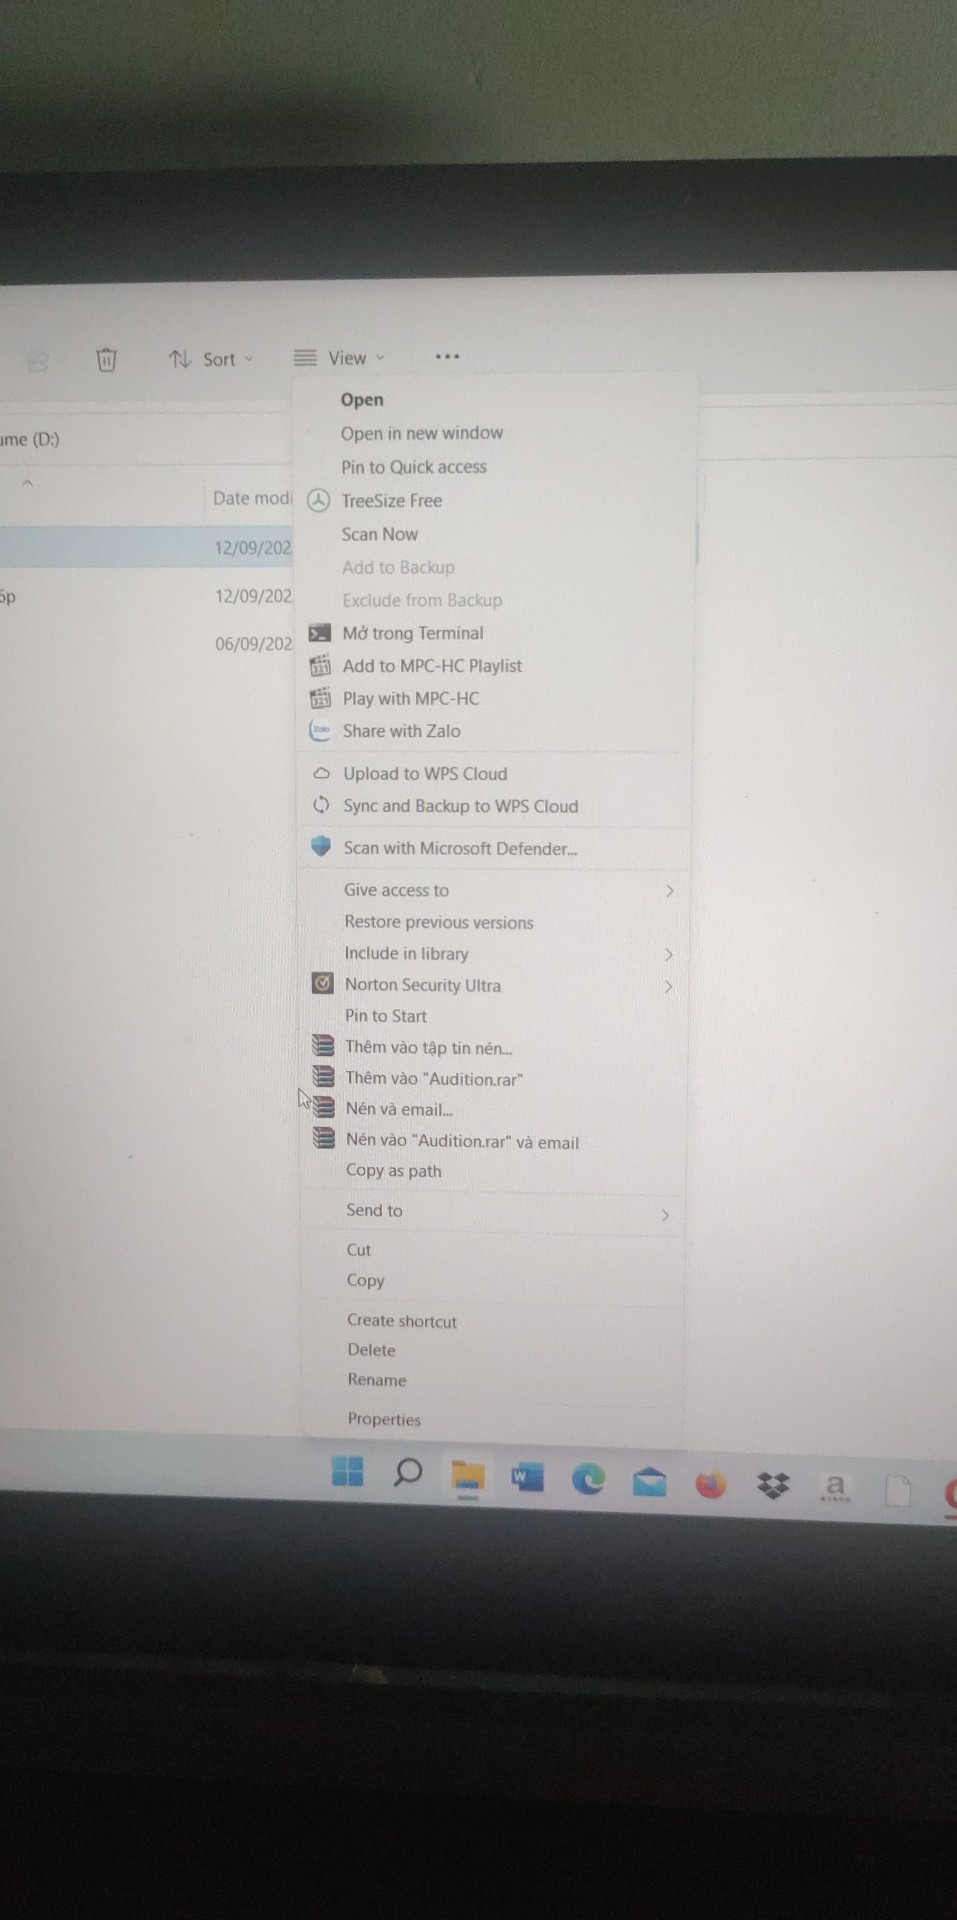 Sort
View
Open
ume (D:)
Open in new window
Pin to Quick access
Date modi
TreeSize Free
Scan Now
12/09/202
Add to Backup
Exclude from Backup
12/09/202
Mở trong Terminal
06/09/202
Add to MPC-HC Playlist
Play with MPC-HC
Zalo
Share with Zalo
Upload to WPS Cloud
Sync and Backup to WPS Cloud
Scan with Microsoft Defender...
Give access to
Restore previous versions
Include in library
Norton Security Ultra
Pin to Start
Thêm vào tập tin nén...
Thêm vào "Audition.rar"
Nén và email...
Nén vào "Audition.rar" và email
Copy as path
Send to
Cut
Copy
Create shortcut
Delete
Rename
Properties
W
a